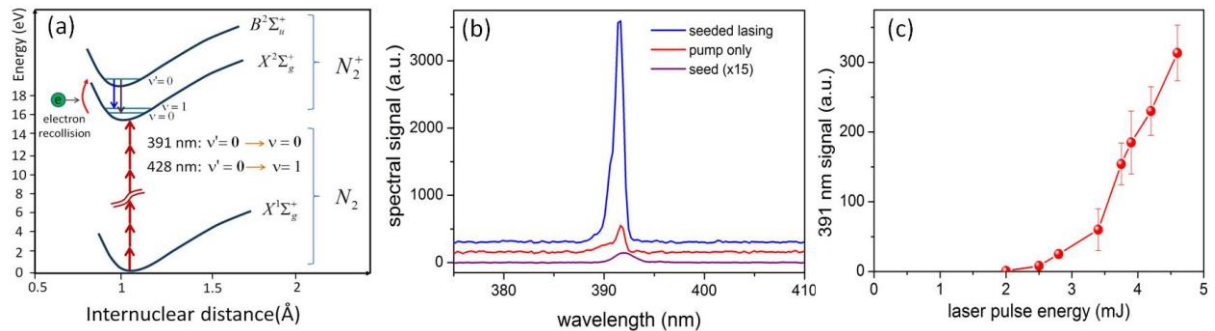 (a)
Energy (eV)
18
16
14
12
10
8
6
4
2
0
0.5
1
1.5
2
Internuclear distance(Å)
B²Σᵤ⁺
X²Σg⁺
N₂⁺
ν'=0
ν = 1
ν = 0
e
electron
recollision
391 nm: ν'= 0 → ν = 0
428 nm: ν'= 0 → ν= 1
N₂
X¹Σg⁺
(b)
seeded lasing
pump only
seed (x15)
spectral signal (a.u.)
3000
2000
1000
0
380
390
400
410
wavelength (nm)
(c)
391 nm signal (a.u.)
400
300
200
100
0
0
1
2
3
4
5
laser pulse energy (mJ)